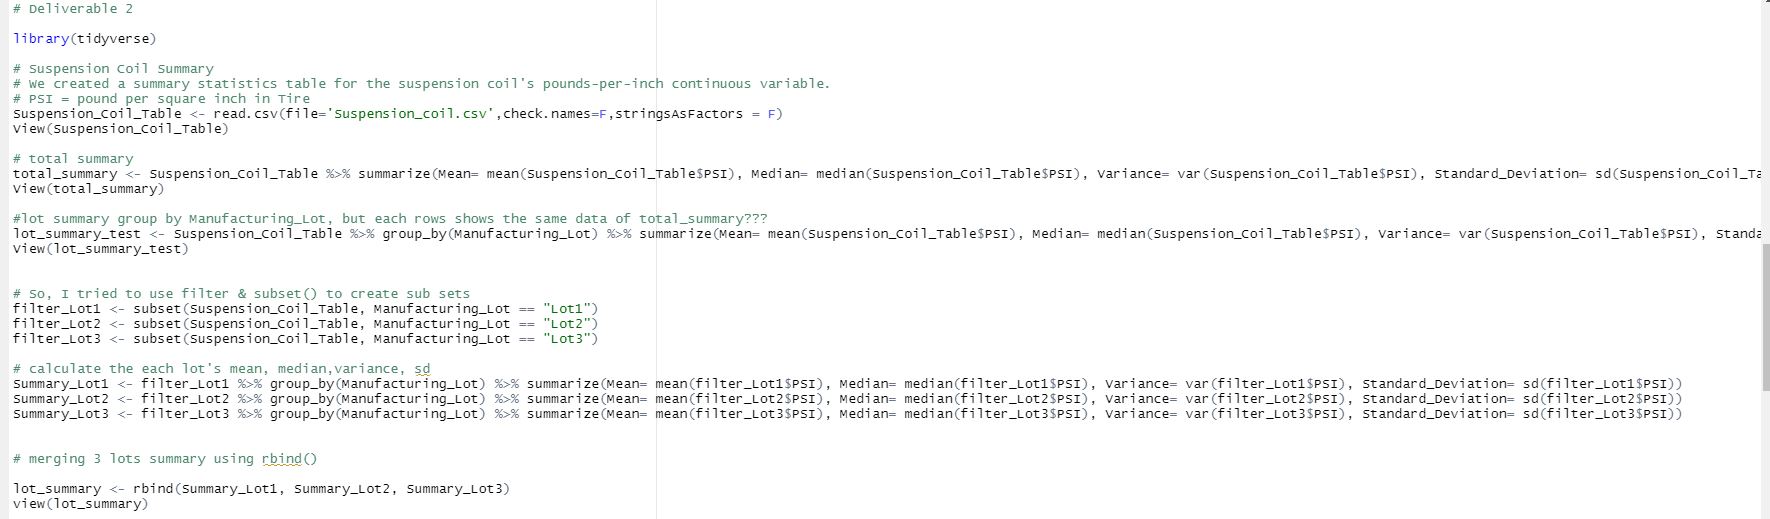 # Deliverable 2
library(tidyverse)
# Suspension Coil Summary
# We created a summary statistics table for the suspension coil's pounds-per-inch continuous variable.
# PSI = pound per square inch in Tire
Suspension_Coil_Table <- read.csv(file='Suspension_coil.csv',check.names=F,stringsAsFactors = F)
View(Suspension_Coil_Table)
# total summary
total_summary <- Suspension_Coil_Table %>% summarize(Mean= mean(Suspension_Coil_Table$PSI), Median= median(Suspension_Coil_Table$PSI), Variance= var(Suspension_Coil_Table$PSI), Standard_Deviation= sd(Suspension_Coil_Ta
View(total_summary)
#lot summary group by Manufacturing_Lot, but each rows shows the same data of total_summary???
lot_summary_test <- Suspension_Coil_Table %>% group_by(Manufacturing_Lot) %>% summarize(Mean= mean(Suspension_Coil_Table$PSI), Median= median(Suspension_Coil_Table$PSI), Variance= var(Suspension_Coil_Table$PSI), Standa
View(lot_summary_test)
# So, I tried to use filter & subset() to create sub sets
filter_Lot1 <- subset(Suspension_Coil_Table, Manufacturing_Lot == "Lot1")
filter_Lot2 <- subset(Suspension_Coil_Table, Manufacturing_Lot == "Lot2")
filter_Lot3 <- subset(Suspension_Coil_Table, Manufacturing_Lot == "Lot3")
# calculate the each lot's mean, median,variance, sd
Summary_Lot1 <- filter_Lot1 %>% group_by(Manufacturing_Lot) %>% summarize(Mean= mean(filter_Lot1$PSI), Median= median(filter_Lot1$PSI), Variance= var(filter_Lot1$PSI), Standard_Deviation= sd(filter_Lot1$PSI))
Summary_Lot2 <- filter_Lot2 %>% group_by(Manufacturing_Lot) %>% summarize(Mean= mean(filter_Lot2$PSI), Median= median(filter_Lot2$PSI), Variance= var(filter_Lot2$PSI), Standard_Deviation= sd(filter_Lot2$PSI))
Summary_Lot3 <- filter_Lot3 %>% group_by(Manufacturing_Lot) %>% summarize(Mean= mean(filter_Lot3$PSI), Median= median(filter_Lot3$PSI), Variance= var(filter_Lot3$PSI), Standard_Deviation= sd(filter_Lot3$PSI))
# merging 3 lots summary using rbind()
lot_summary <- rbind(Summary_Lot1, Summary_Lot2, Summary_Lot3)
view(lot_summary)